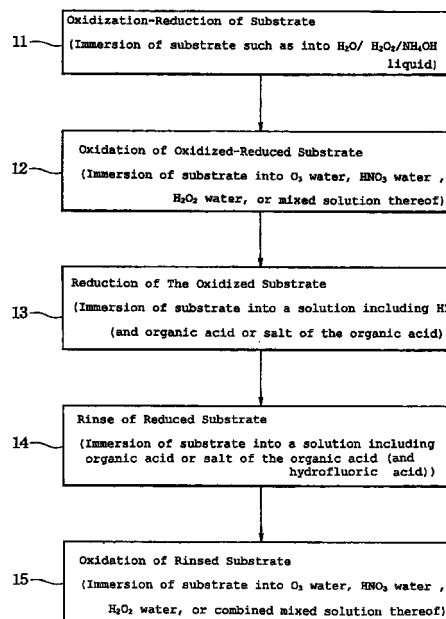 11
Oxidization-Reduction of Substrate
(Immersion of substrate such as into H2O/ H2O2/NH4OH
liquid)
12
Oxidation of Oxidized-Reduced Substrate
(Immersion of substrate into O3 water, HNO3 water ,
H2O2 water, or mixed solution thereof)
13
Reduction of The Oxidized Substrate
(Immersion of substrate into a solution including
(and organic acid or salt of the organic acid)
14
Rinse of Reduced Substrate
(Immersion of substrate into a solution including
organic acid or salt of the organic acid (and
hydrofluoric acid))
15
Oxidation of Rinsed Substrate
(Immersion of substrate into O3 water, HNO3 water ,
H2O2 water, or combined mixed solution thereof)